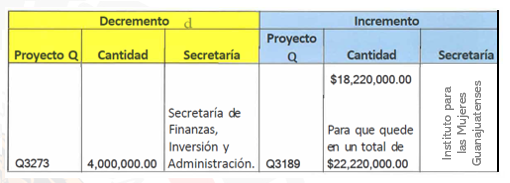 Decremento d Incremento
Proyecto Q Cantidad Secretaría Proyecto Q Cantidad Secretaría
$18,220,000.00
Q3273 4,000,000.00
Secretaría de
Finanzas,
Inversión y
Administración.
Q3189
Para que quede
en un total de
$22,220,000.00
Instituto para
las Mujeres
Guanajuatenses